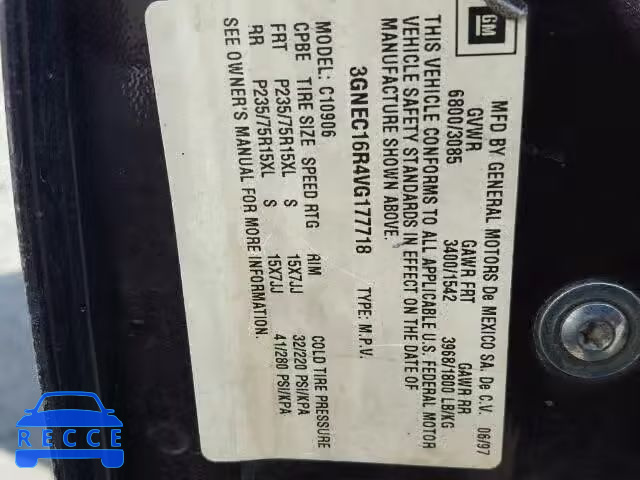 GM
MFD BY GENERAL MOTORS De MEXICO SA. De C.V. 06/97
GVWR GAWR FRT GAWR RR
6800/3085 3400/1542 3968/1800 LB/KG
THIS VEHICLE CONFORMS TO ALL APPLICABLE U.S. FEDERAL MOTOR
VEHICLE SAFETY STANDARDS IN EFFECT ON THE DATE OF
MANUFACTURE SHOWN ABOVE.
3GNEC16R4VG177718 TYPE: M.P.V.
MODEL: C10906
CPBE TIRE SIZE SPEED RTG RIM COLD TIRE PRESSURE
FRT P235/75R15XL S 15X7JJ 32/220 PSI/KPA
RR P235/75R15XL S 15X7JJ 41/280 PSI/KPA
SEE OWNER'S MANUAL FOR MORE INFORMATION.
RECCE